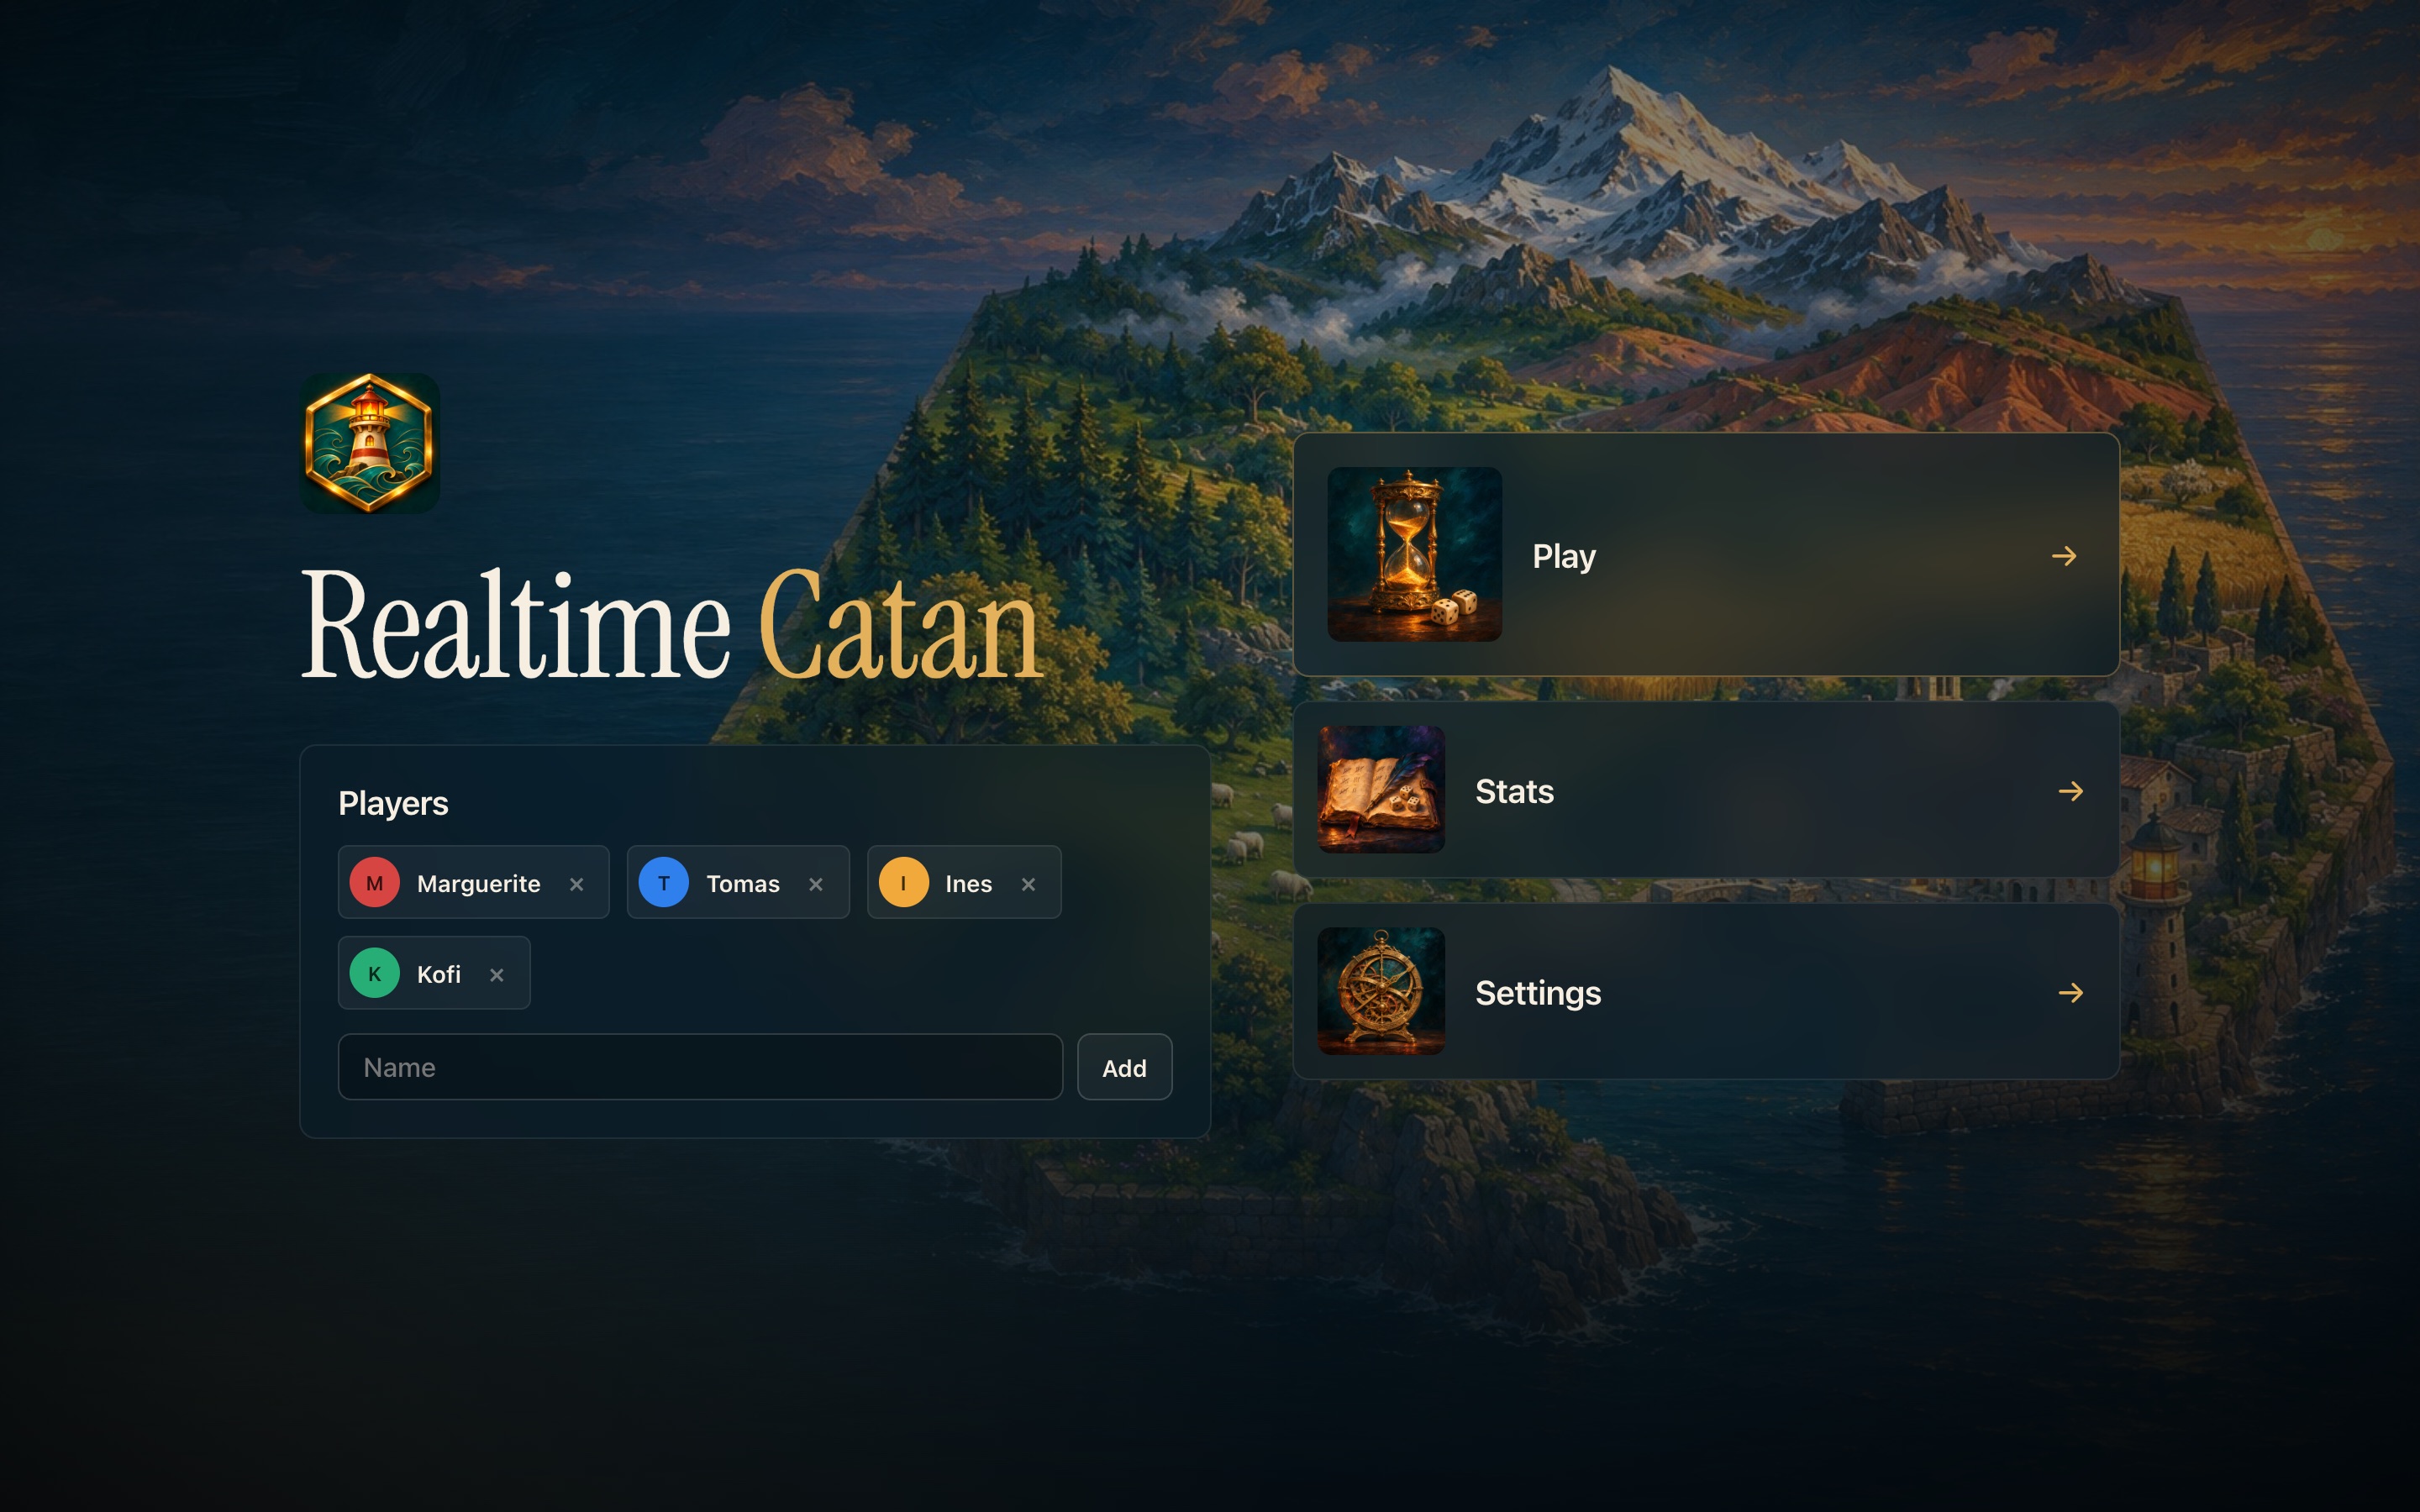 Realtime Catan
Players
M Marguerite ×
T Tomas ×
I Ines ×
K Kofi ×
Name
Add
Play →
Stats →
Settings →